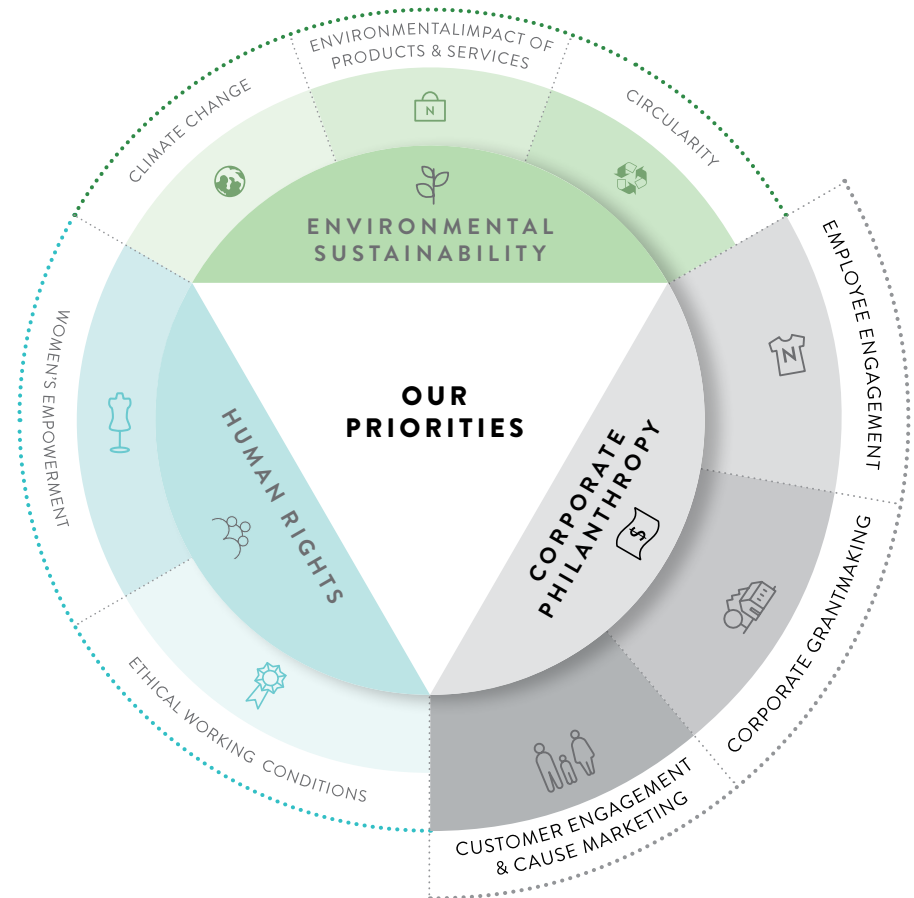 ENVIRONMENTALIMPACT OF
PRODUCTS & SERVICES
CLIMATE CHANGE
CIRCULARITY
N
ENVIRONMENTAL
SUSTAINABILITY
EMPLOYEE ENGAGEMENT
N
WOMEN'S EMPOWERMENT
OUR
PRIORITIES
HUMAN RIGHTS
CORPORATE
PHILANTHROPY
$
CORPORATE GRANTMAKING
ETHICAL WORKING CONDITIONS
CUSTOMER ENGAGEMENT
& CAUSE MARKETING